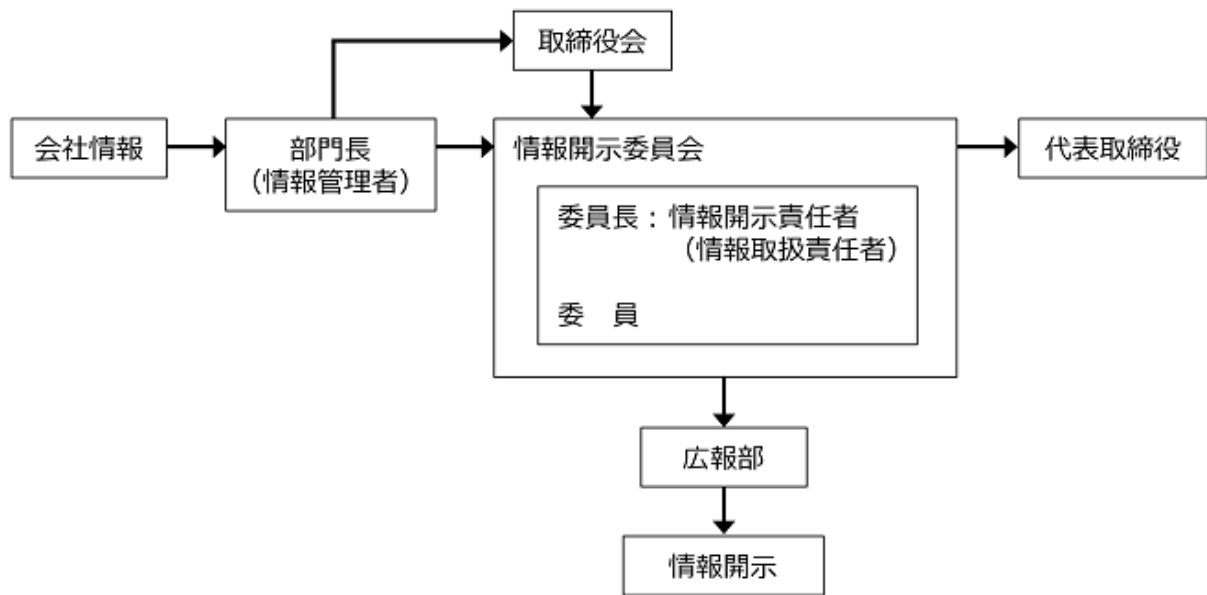 取締役会
会社情報
部門長
（情報管理者）
情報開示委員会
代表取締役
委員長：情報開示責任者
（情報取扱責任者）
委　員
広報部
情報開示